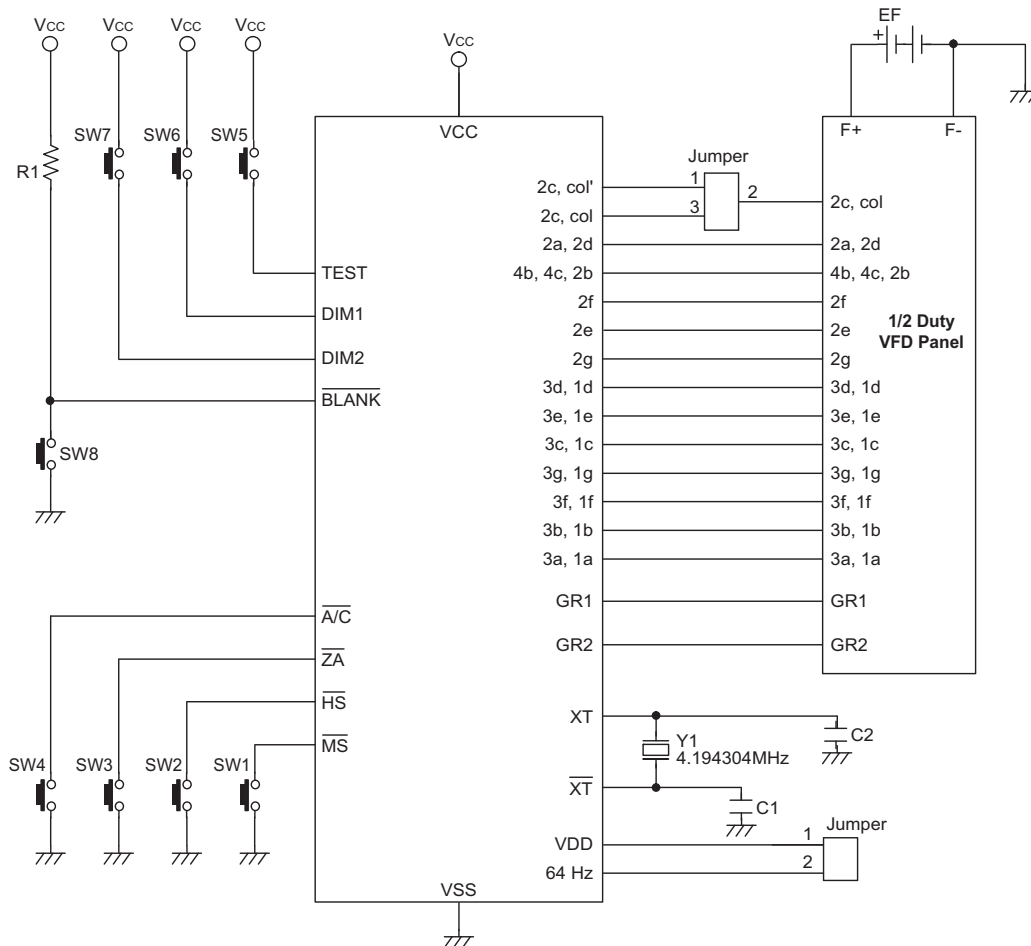 Vcc Vcc Vcc Vcc
Vcc
EF
+
SW7 SW6 SW5
R1
VCC
F+ F-
Jumper
2c, col' 1
2 2c, col
2c, col 3
2a, 2d 2a, 2d
TEST 4b, 4c, 2b 4b, 4c, 2b
2f 2f
DIM1
1/2 Duty
VFD Panel
2e 2e
DIM2 2g 2g
3d, 1d 3d, 1d
BLANK
3e, 1e 3e, 1e
3c, 1c 3c, 1c
SW8
3g, 1g 3g, 1g
3f, 1f 3f, 1f
3b, 1b 3b, 1b
3a, 1a 3a, 1a
GR1 GR1
A/C
GR2 GR2
ZA
HS
XT
C2
Y1
4.194304MHz
MS
SW4 SW3 SW2 SW1
XT
C1
Jumper
VDD 1
64 Hz 2
VSS